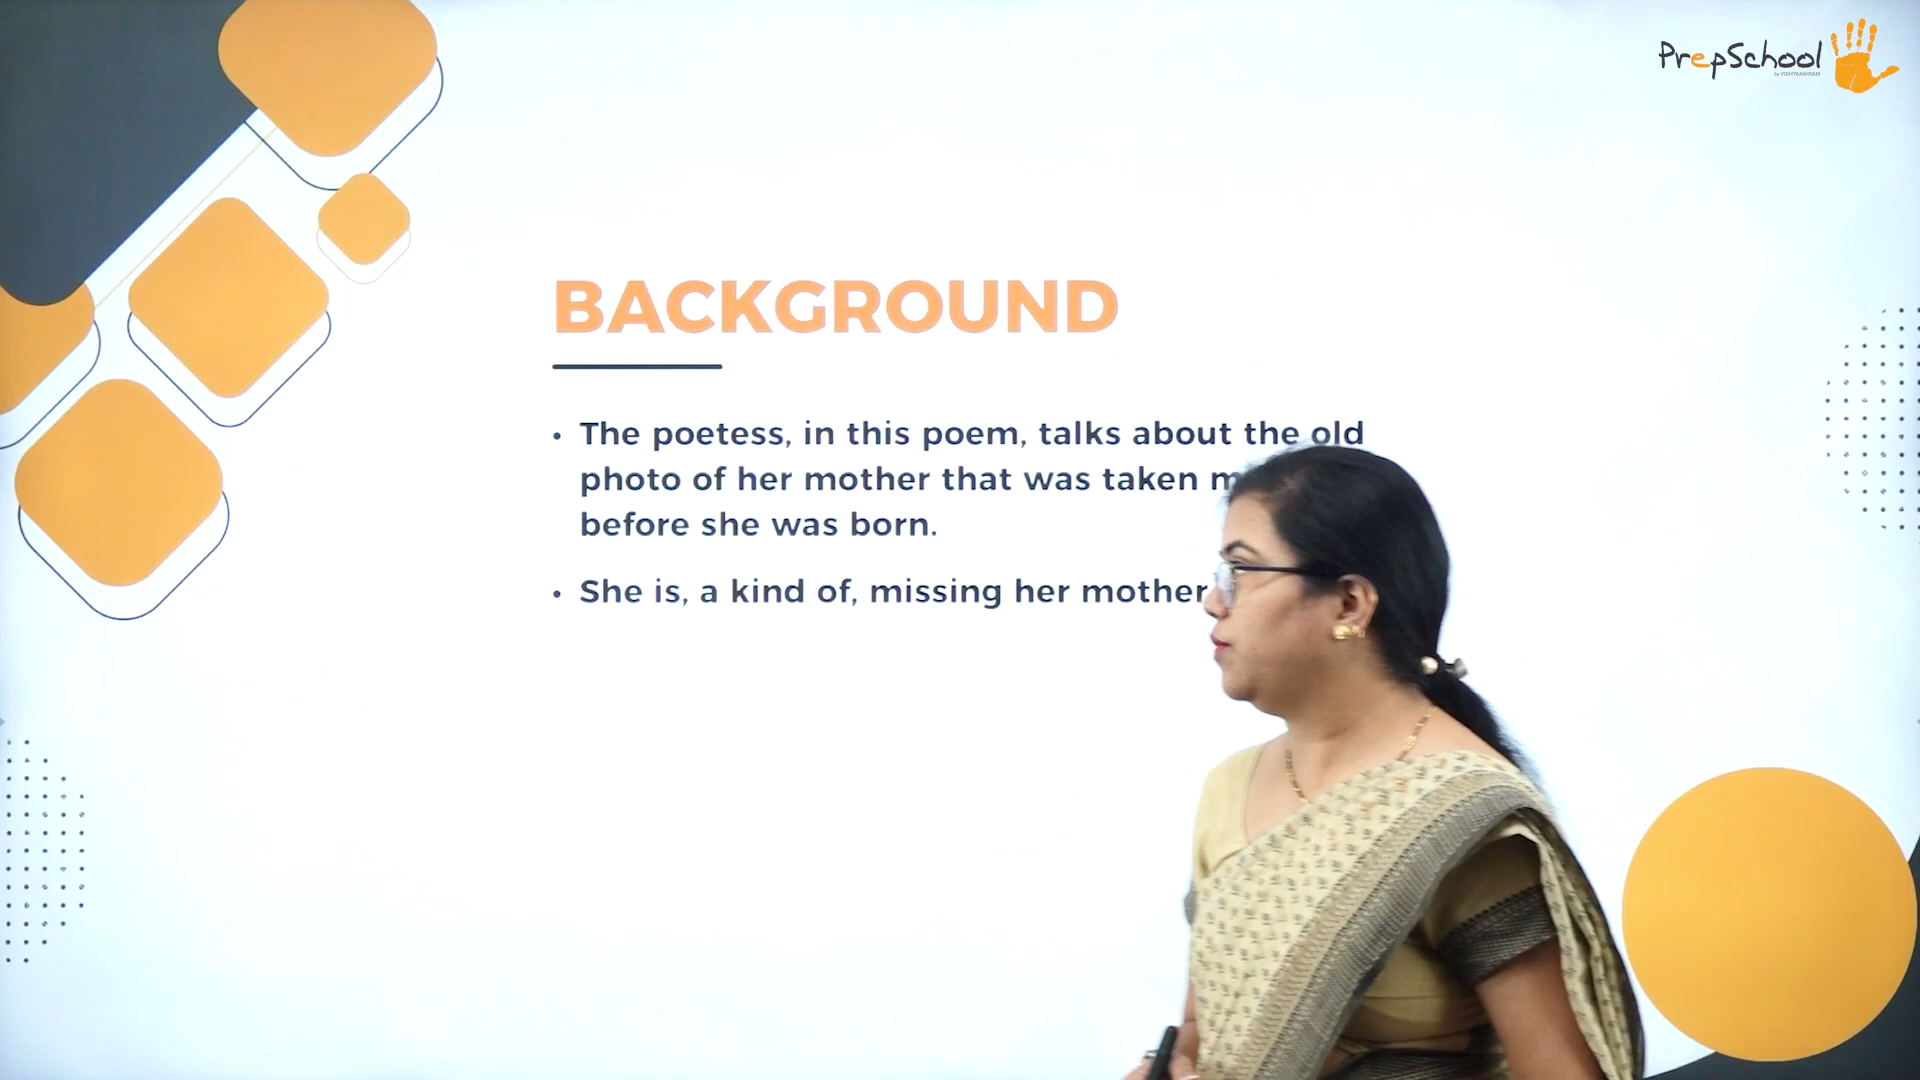 PrepSchool
BACKGROUND
• The poetess, in this poem, talks about the old
photo of her mother that was taken
before she was born.
• She is, a kind of, missing her mother